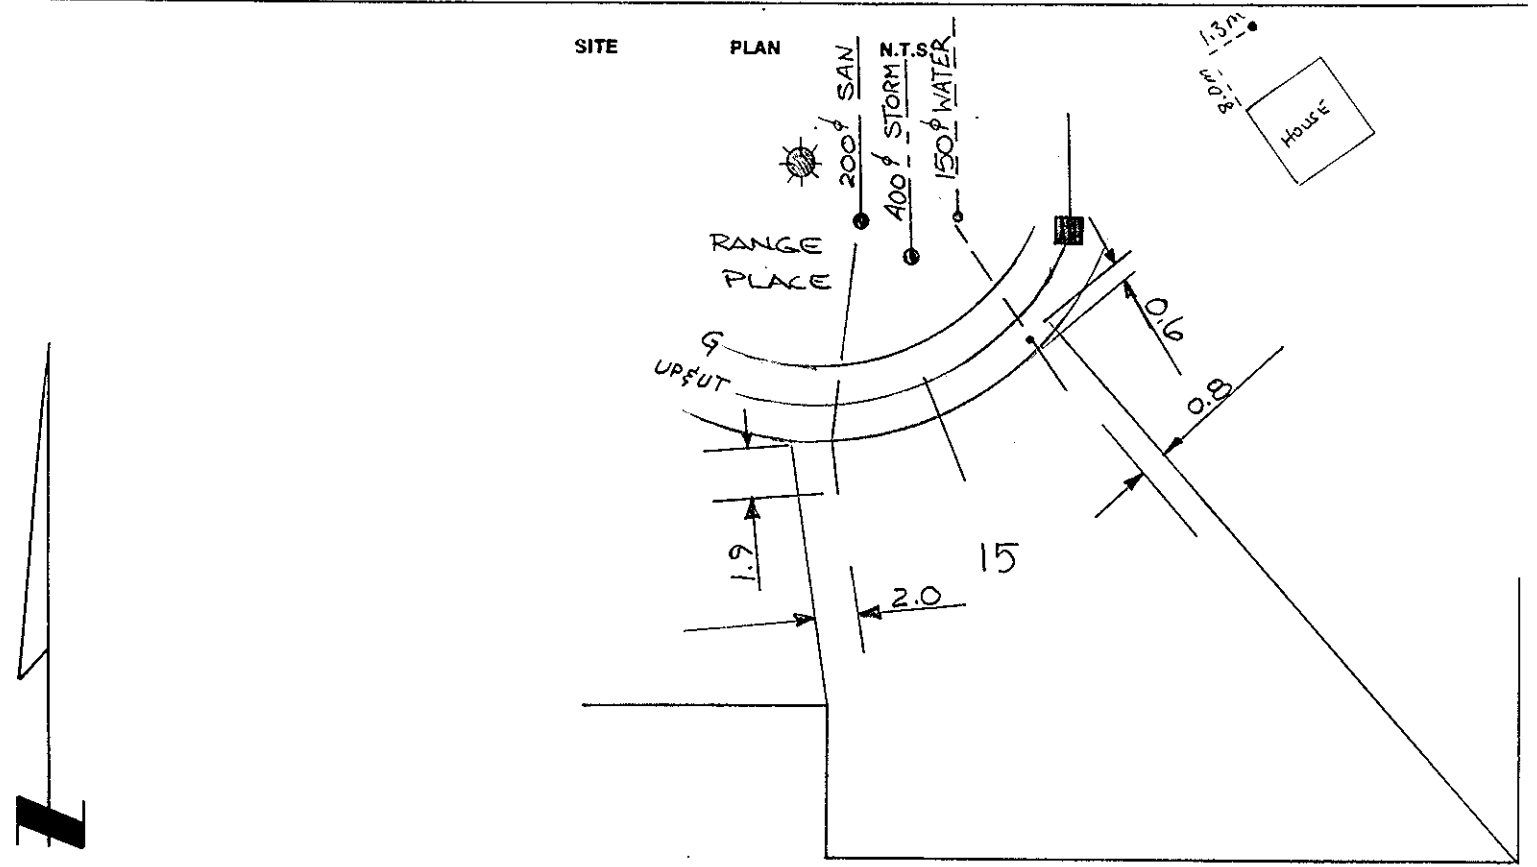 SITE PLAN N.T.S.
200φ SAN
400φ STORM
150φ WATER
1.3m
8.0m
HOUSE
RANGE
PLACE
G
UP&UT
0.6
0.8
1.9
15
2.0
N